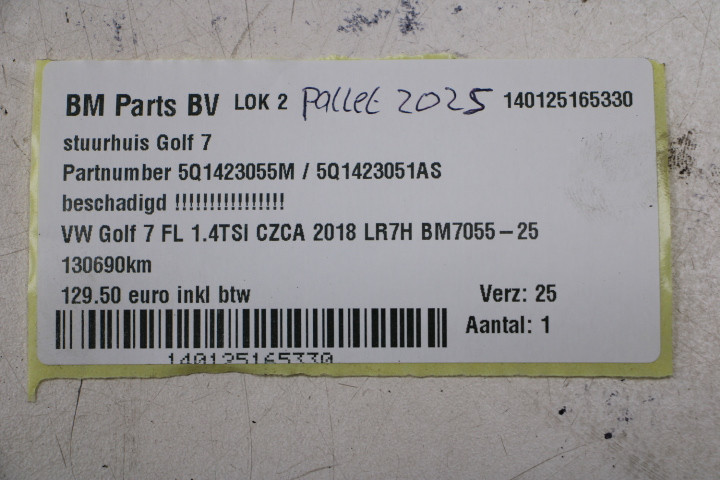 BM Parts BV LOK 2 pallet 2025 140125165330
stuurhuis Golf 7
Partnumber 5Q1423055M / 5Q1423051AS
beschadigd !!!!!!!!!!!!!!!!
VW Golf 7 FL 1.4TSI CZCA 2018 LR7H BM7055-25
130690km
129.50 euro inkl btw Verz: 25
Aantal: 1
140125165330